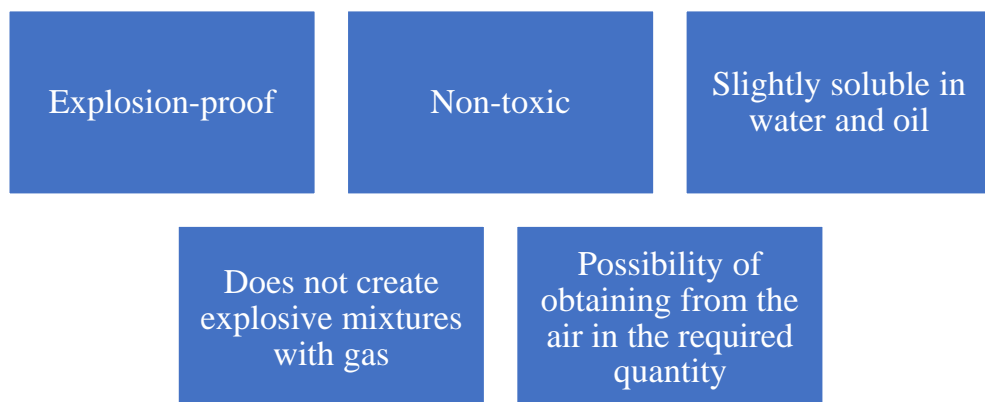 Explosion-proof
Non-toxic
Slightly soluble in
water and oil
Does not create
explosive mixtures
with gas
Possibility of
obtaining from the
air in the required
quantity